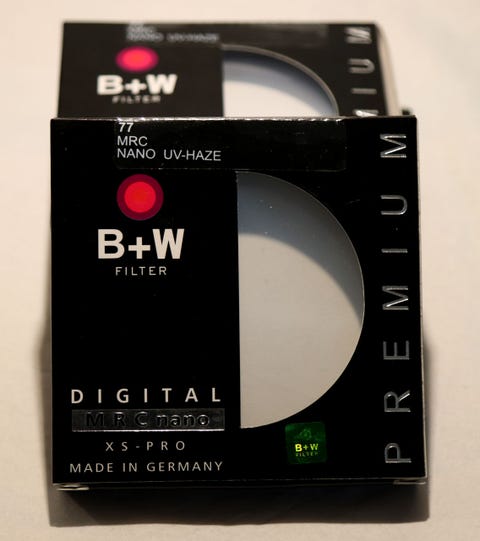 NANO UV-HAZE
B+W
FILTER
77
MRC
NANO UV-HAZE
B+W
FILTER
DIGITAL
MRC nano
XS-PRO
MADE IN GERMANY
B+W
FILTER
PREMIUM